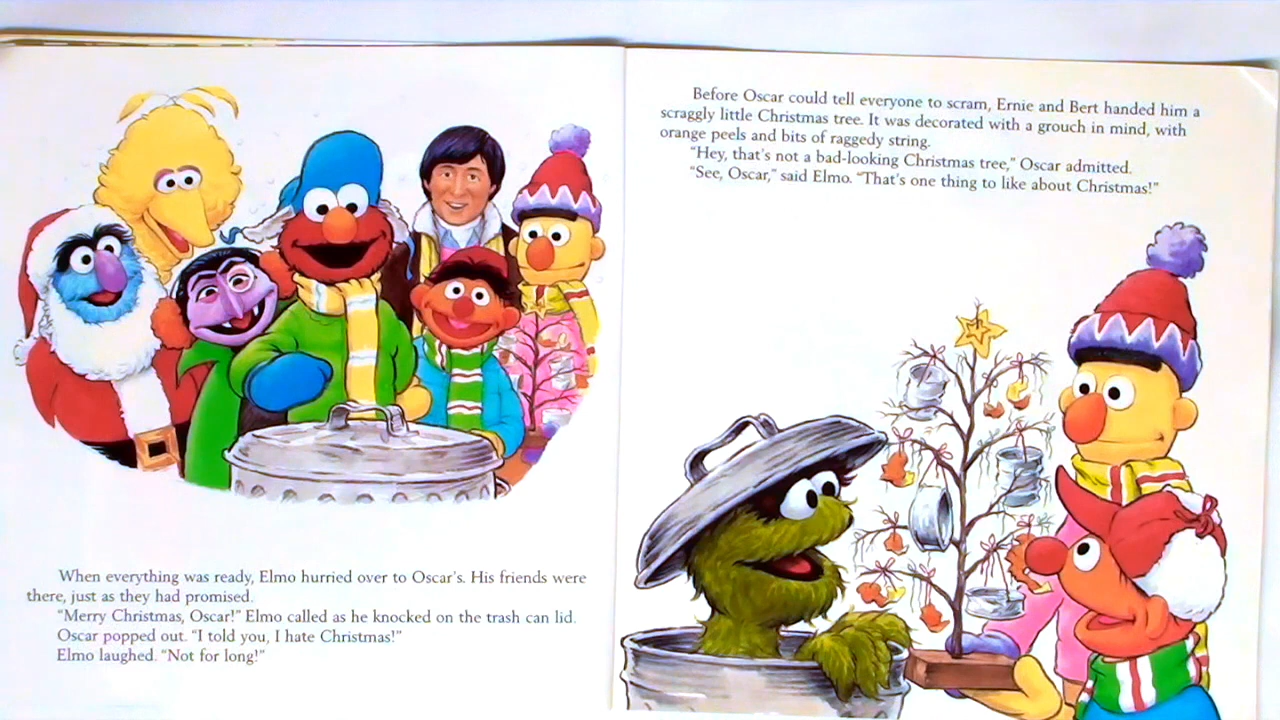 When everything was ready, Elmo hurried over to Oscar's. His friends were
there, just as they had promised.
"Merry Christmas, Oscar!" Elmo called as he knocked on the trash can lid.
Oscar popped out. "I told you, I hate Christmas!"
Elmo laughed. "Not for long!"
Before Oscar could tell everyone to scram, Ernie and Bert handed him a
scraggly little Christmas tree. It was decorated with a grouch in mind, with
orange peels and bits of raggedy string.
"Hey, that's not a bad-looking Christmas tree," Oscar admitted.
"See, Oscar," said Elmo. "That's one thing to like about Christmas!"